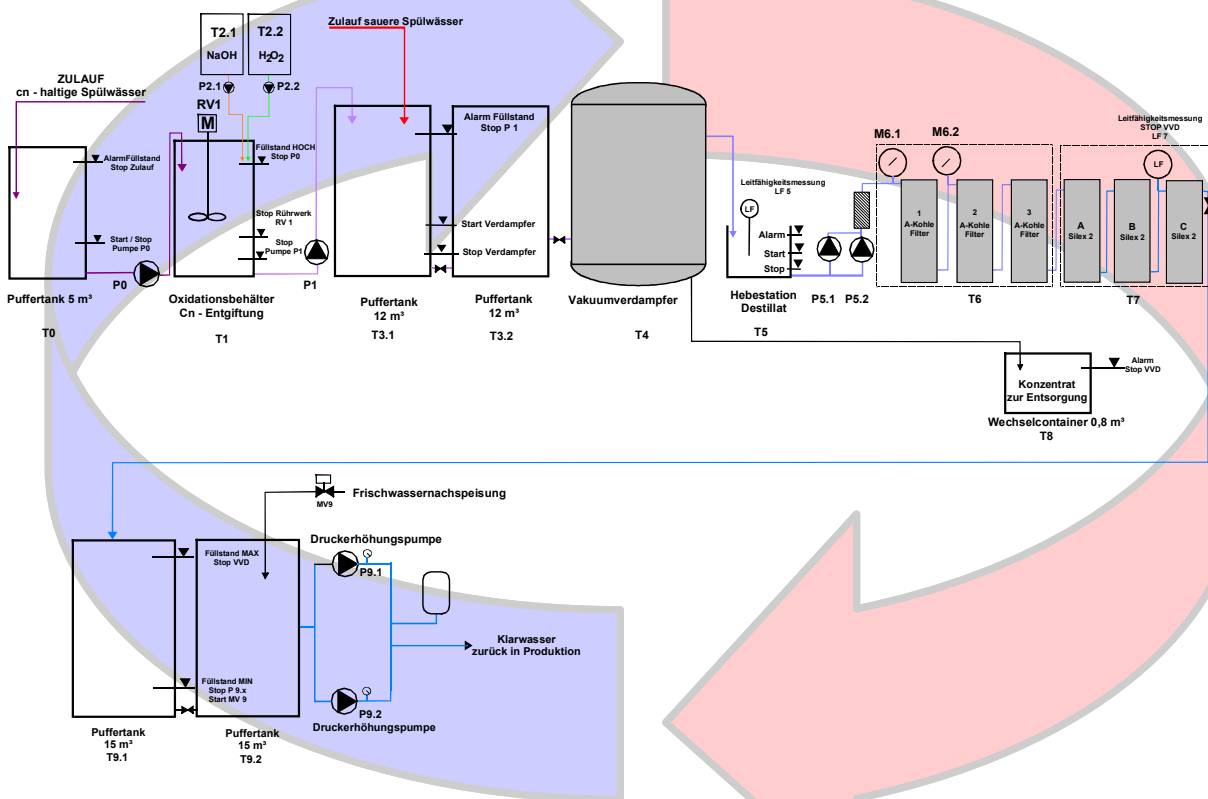 ZULAUF
cn - haltige Spülwässer
AlarmFüllstand
Stop Zulauf
Start / Stop
Pumpe P0
P0
Puffertank 5 m³
T0
T2.1
NaOH
T2.2
H₂O₂
P2.1
P2.2
RV1
M
Füllstand HOCH
Stop P0
Stop Rührwerk
RV 1
Stop
Pumpe P1
P1
Oxidationsbehälter
Cn - Entgiftung
T1
Zulauf sauere Spülwässer
Alarm Füllstand
Stop P 1
Start Verdampfer
Stop Verdampfer
Puffertank
12 m³
T3.1
Puffertank
12 m³
T3.2
Vakuumverdampfer
T4
Leitfähigkeitsmessung
LF 5
LF
Alarm
Start
Stop
Hebestation
Destillat
T5
P5.1
P5.2
M6.1
M6.2
1
A-Kohle
Filter
2
A-Kohle
Filter
3
A-Kohle
Filter
T6
Leitfähigkeitsmessung
STOP VVD
LF 7
LF
A
Silex 2
B
Silex 2
C
Silex 2
T7
Konzentrat
zur Entsorgung
Alarm
Stop VVD
Wechselcontainer 0,8 m³
T8
MV9
Frischwassernachspeisung
Füllstand MAX
Stop VVD
Füllstand MIN
Stop P 9.x
Start MV 9
Puffertank
15 m³
T9.1
Puffertank
15 m³
T9.2
Druckerhöhungspumpe
P9.1
P9.2
Druckerhöhungspumpe
Klarwasser
zurück in Produktion